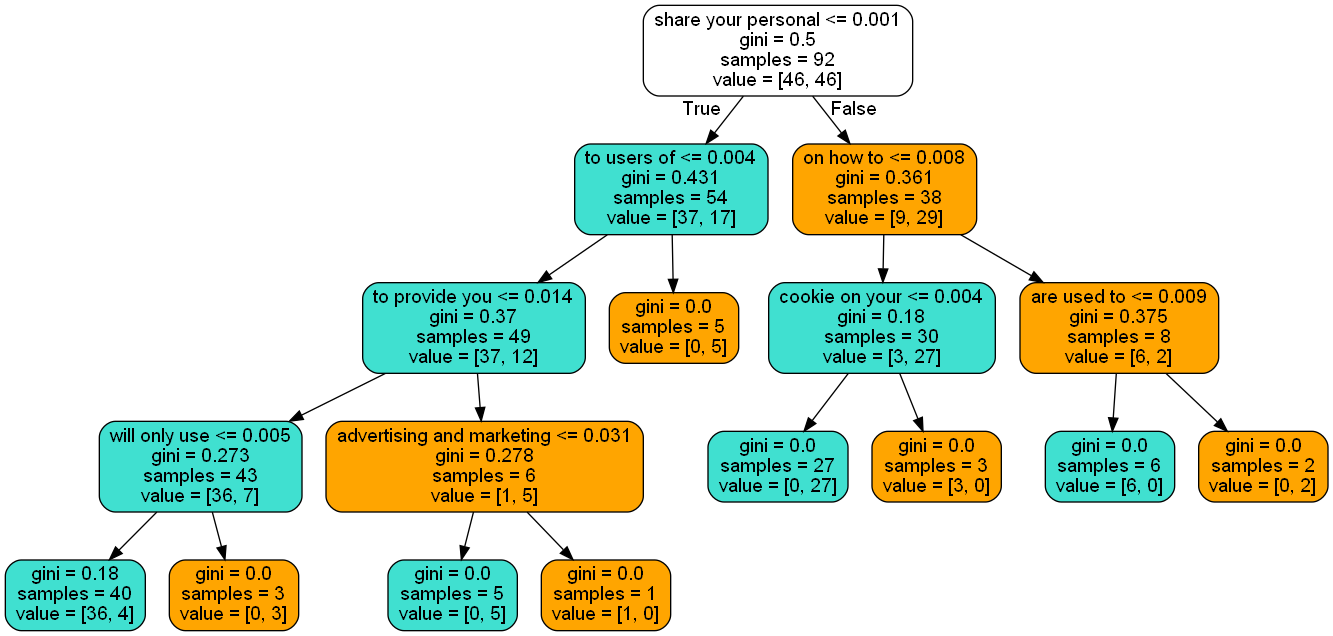 share your personal <= 0.001
gini = 0.5
samples = 92
value = [46, 46]
True
False
to users of <= 0.004
gini = 0.431
samples = 54
value = [37, 17]
on how to <= 0.008
gini = 0.361
samples = 38
value = [9, 29]
to provide you <= 0.014
gini = 0.37
samples = 49
value = [37, 12]
gini = 0.0
samples = 5
value = [0, 5]
cookie on your <= 0.004
gini = 0.18
samples = 30
value = [3, 27]
are used to <= 0.009
gini = 0.375
samples = 8
value = [6, 2]
will only use <= 0.005
gini = 0.273
samples = 43
value = [36, 7]
advertising and marketing <= 0.031
gini = 0.278
samples = 6
value = [1, 5]
gini = 0.0
samples = 27
value = [0, 27]
gini = 0.0
samples = 3
value = [3, 0]
gini = 0.0
samples = 6
value = [6, 0]
gini = 0.0
samples = 2
value = [0, 2]
gini = 0.18
samples = 40
value = [36, 4]
gini = 0.0
samples = 3
value = [0, 3]
gini = 0.0
samples = 5
value = [0, 5]
gini = 0.0
samples = 1
value = [1, 0]